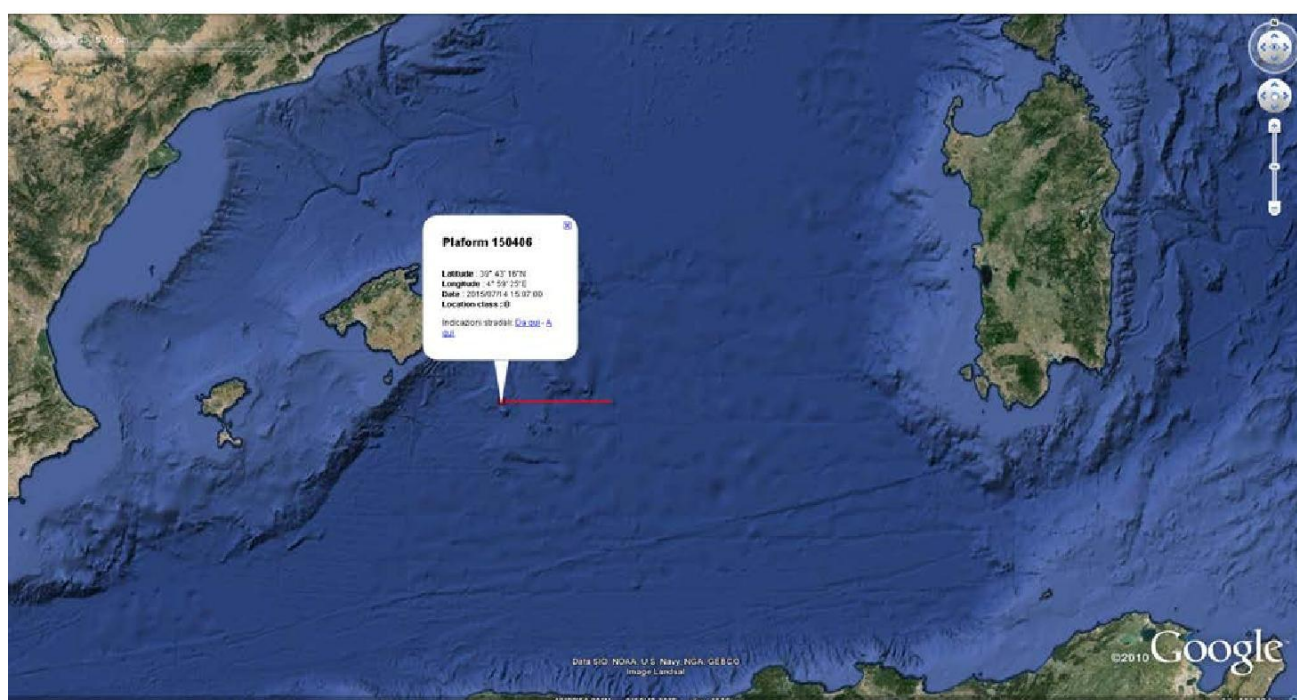 Plaform 150406
Latitude : 39° 43' 16"N
Longitude : 4° 59' 25"E
Date : 2015/07/14 15:07:00
Location class : B
Indicazioni stradali: Da qui - A
qui
Data SIO, NOAA, U.S. Navy, NGA, GEBCO
Image Landsat
©2010 Google